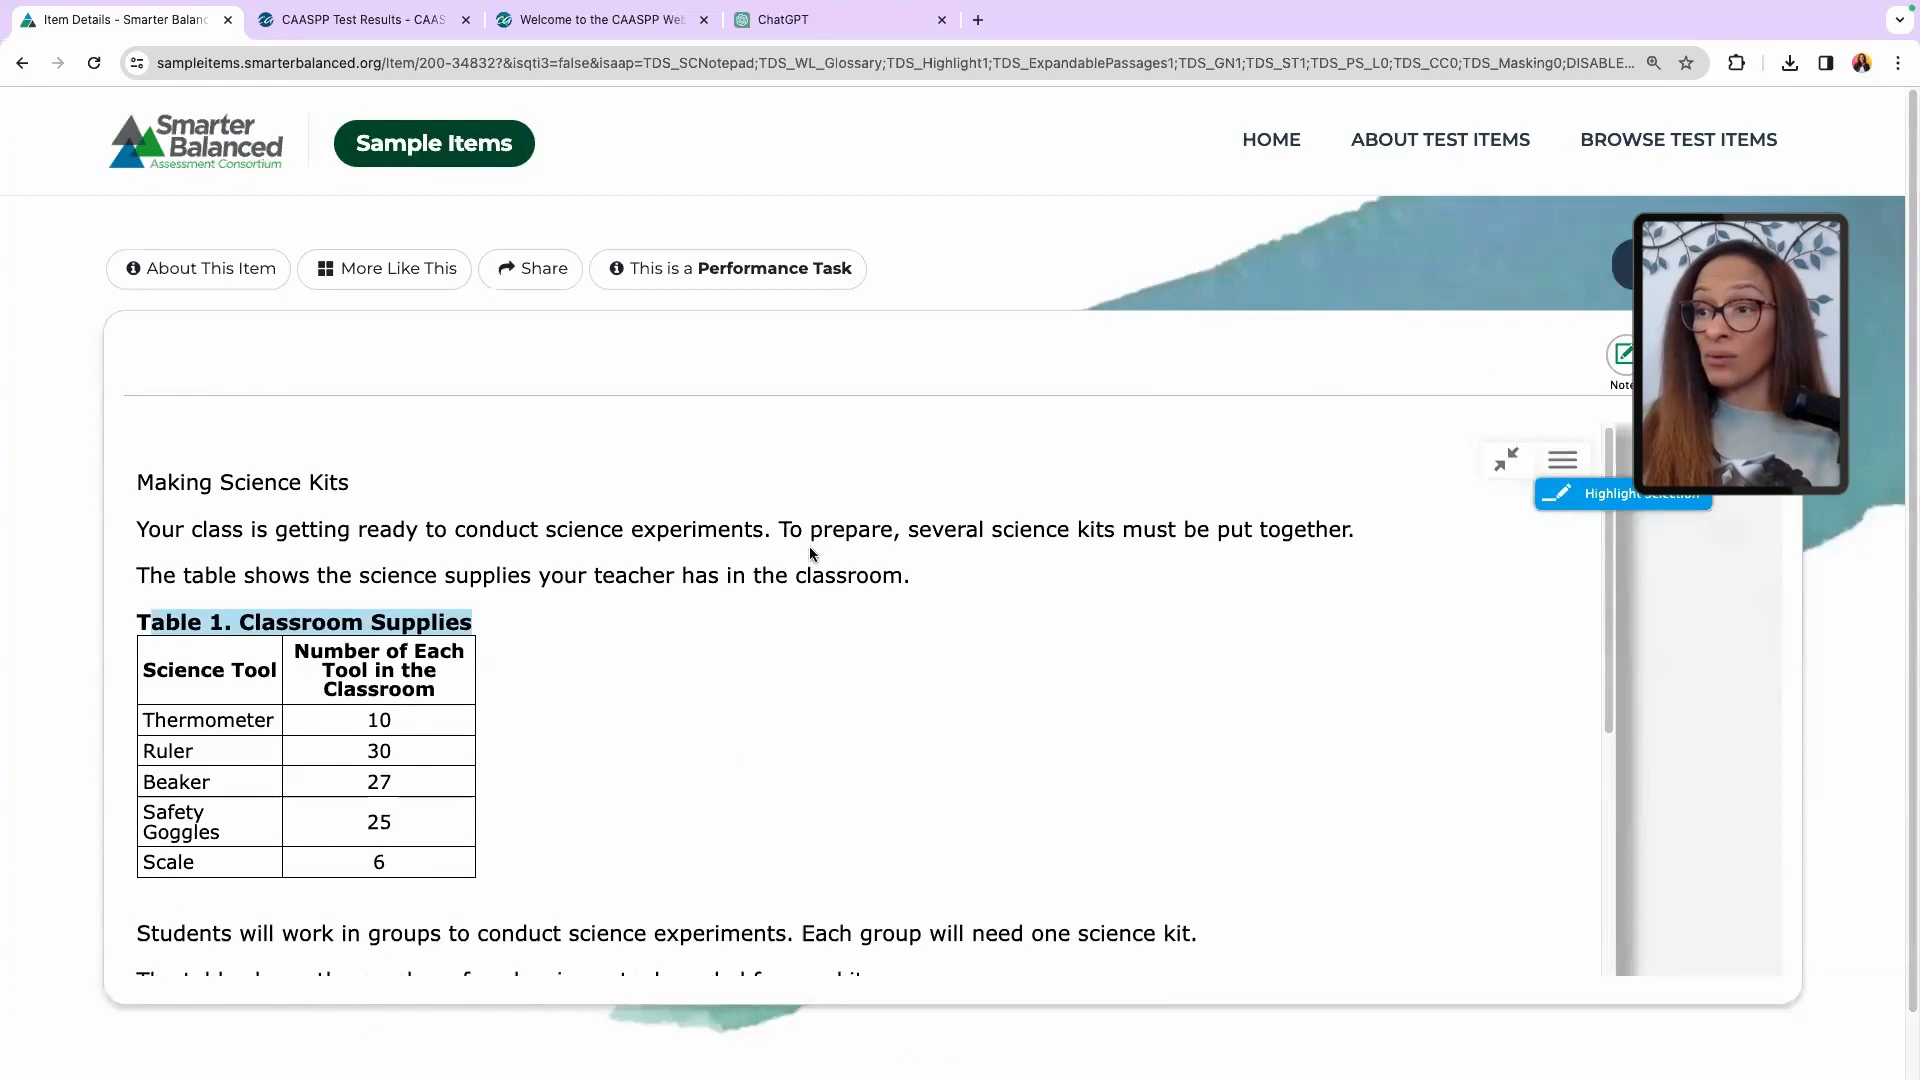 Item Details - Smarter Balanc
CAASPP Test Results - CAAS
Welcome to the CAASPP Web
ChatGPT
sampleitems.smarterbalanced.org/Item/200-34832?&isqti3=false&isaap=TDS_SCNotepad;TDS_WL_Glossary;TDS_Highlight1;TDS_ExpandablePassages1;TDS_GN1;TDS_ST1;TDS_PS_L0;TDS_CC0;TDS_Masking0;DISABLE...
Smarter
Balanced
Assessment Consortium
Sample Items
HOME
ABOUT TEST ITEMS
BROWSE TEST ITEMS
About This Item
More Like This
Share
This is a Performance Task
Note
Making Science Kits
Highlight Selection
Your class is getting ready to conduct science experiments. To prepare, several science kits must be put together.
The table shows the science supplies your teacher has in the classroom.
Table 1. Classroom Supplies
Science Tool
Number of Each
Tool in the
Classroom
Thermometer 10
Ruler 30
Beaker 27
Safety
Goggles
25
Scale 6
Students will work in groups to conduct science experiments. Each group will need one science kit.